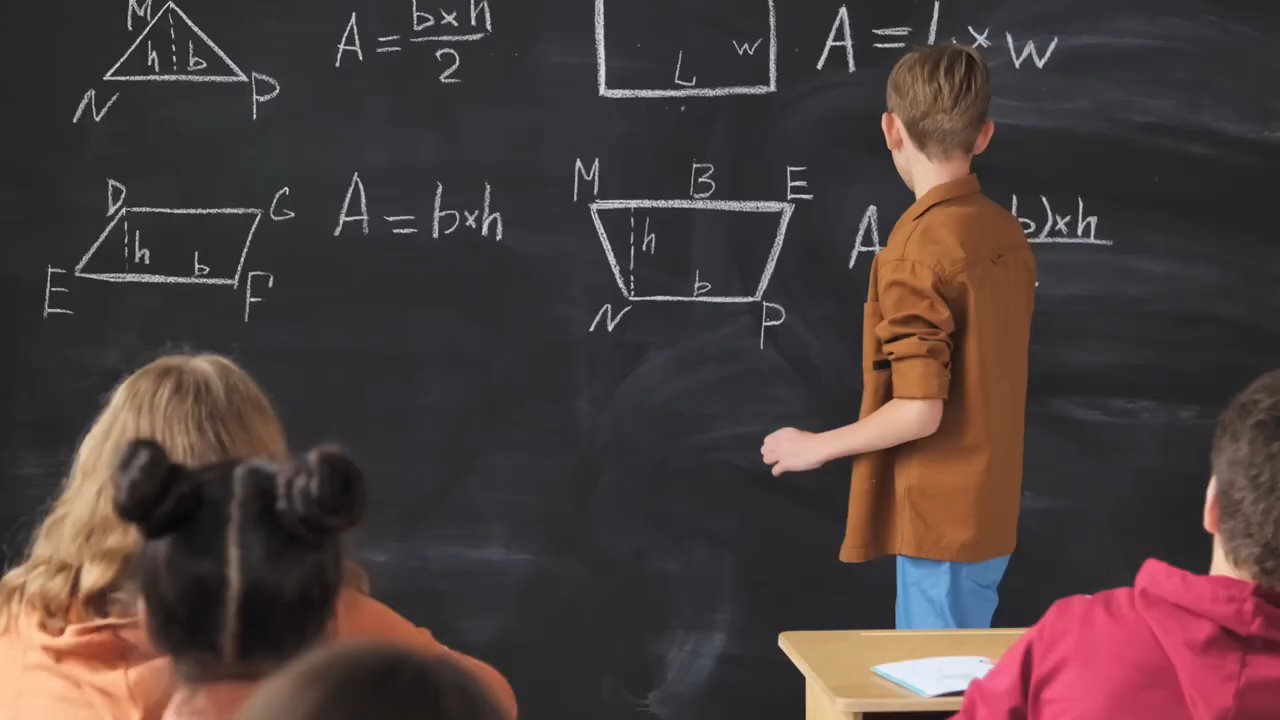 M
h b
N P
A = b×h
2
L w
A = L × w
D G
h
b
E F
A = b×h
M B E
h
b
N P
A
b)×h